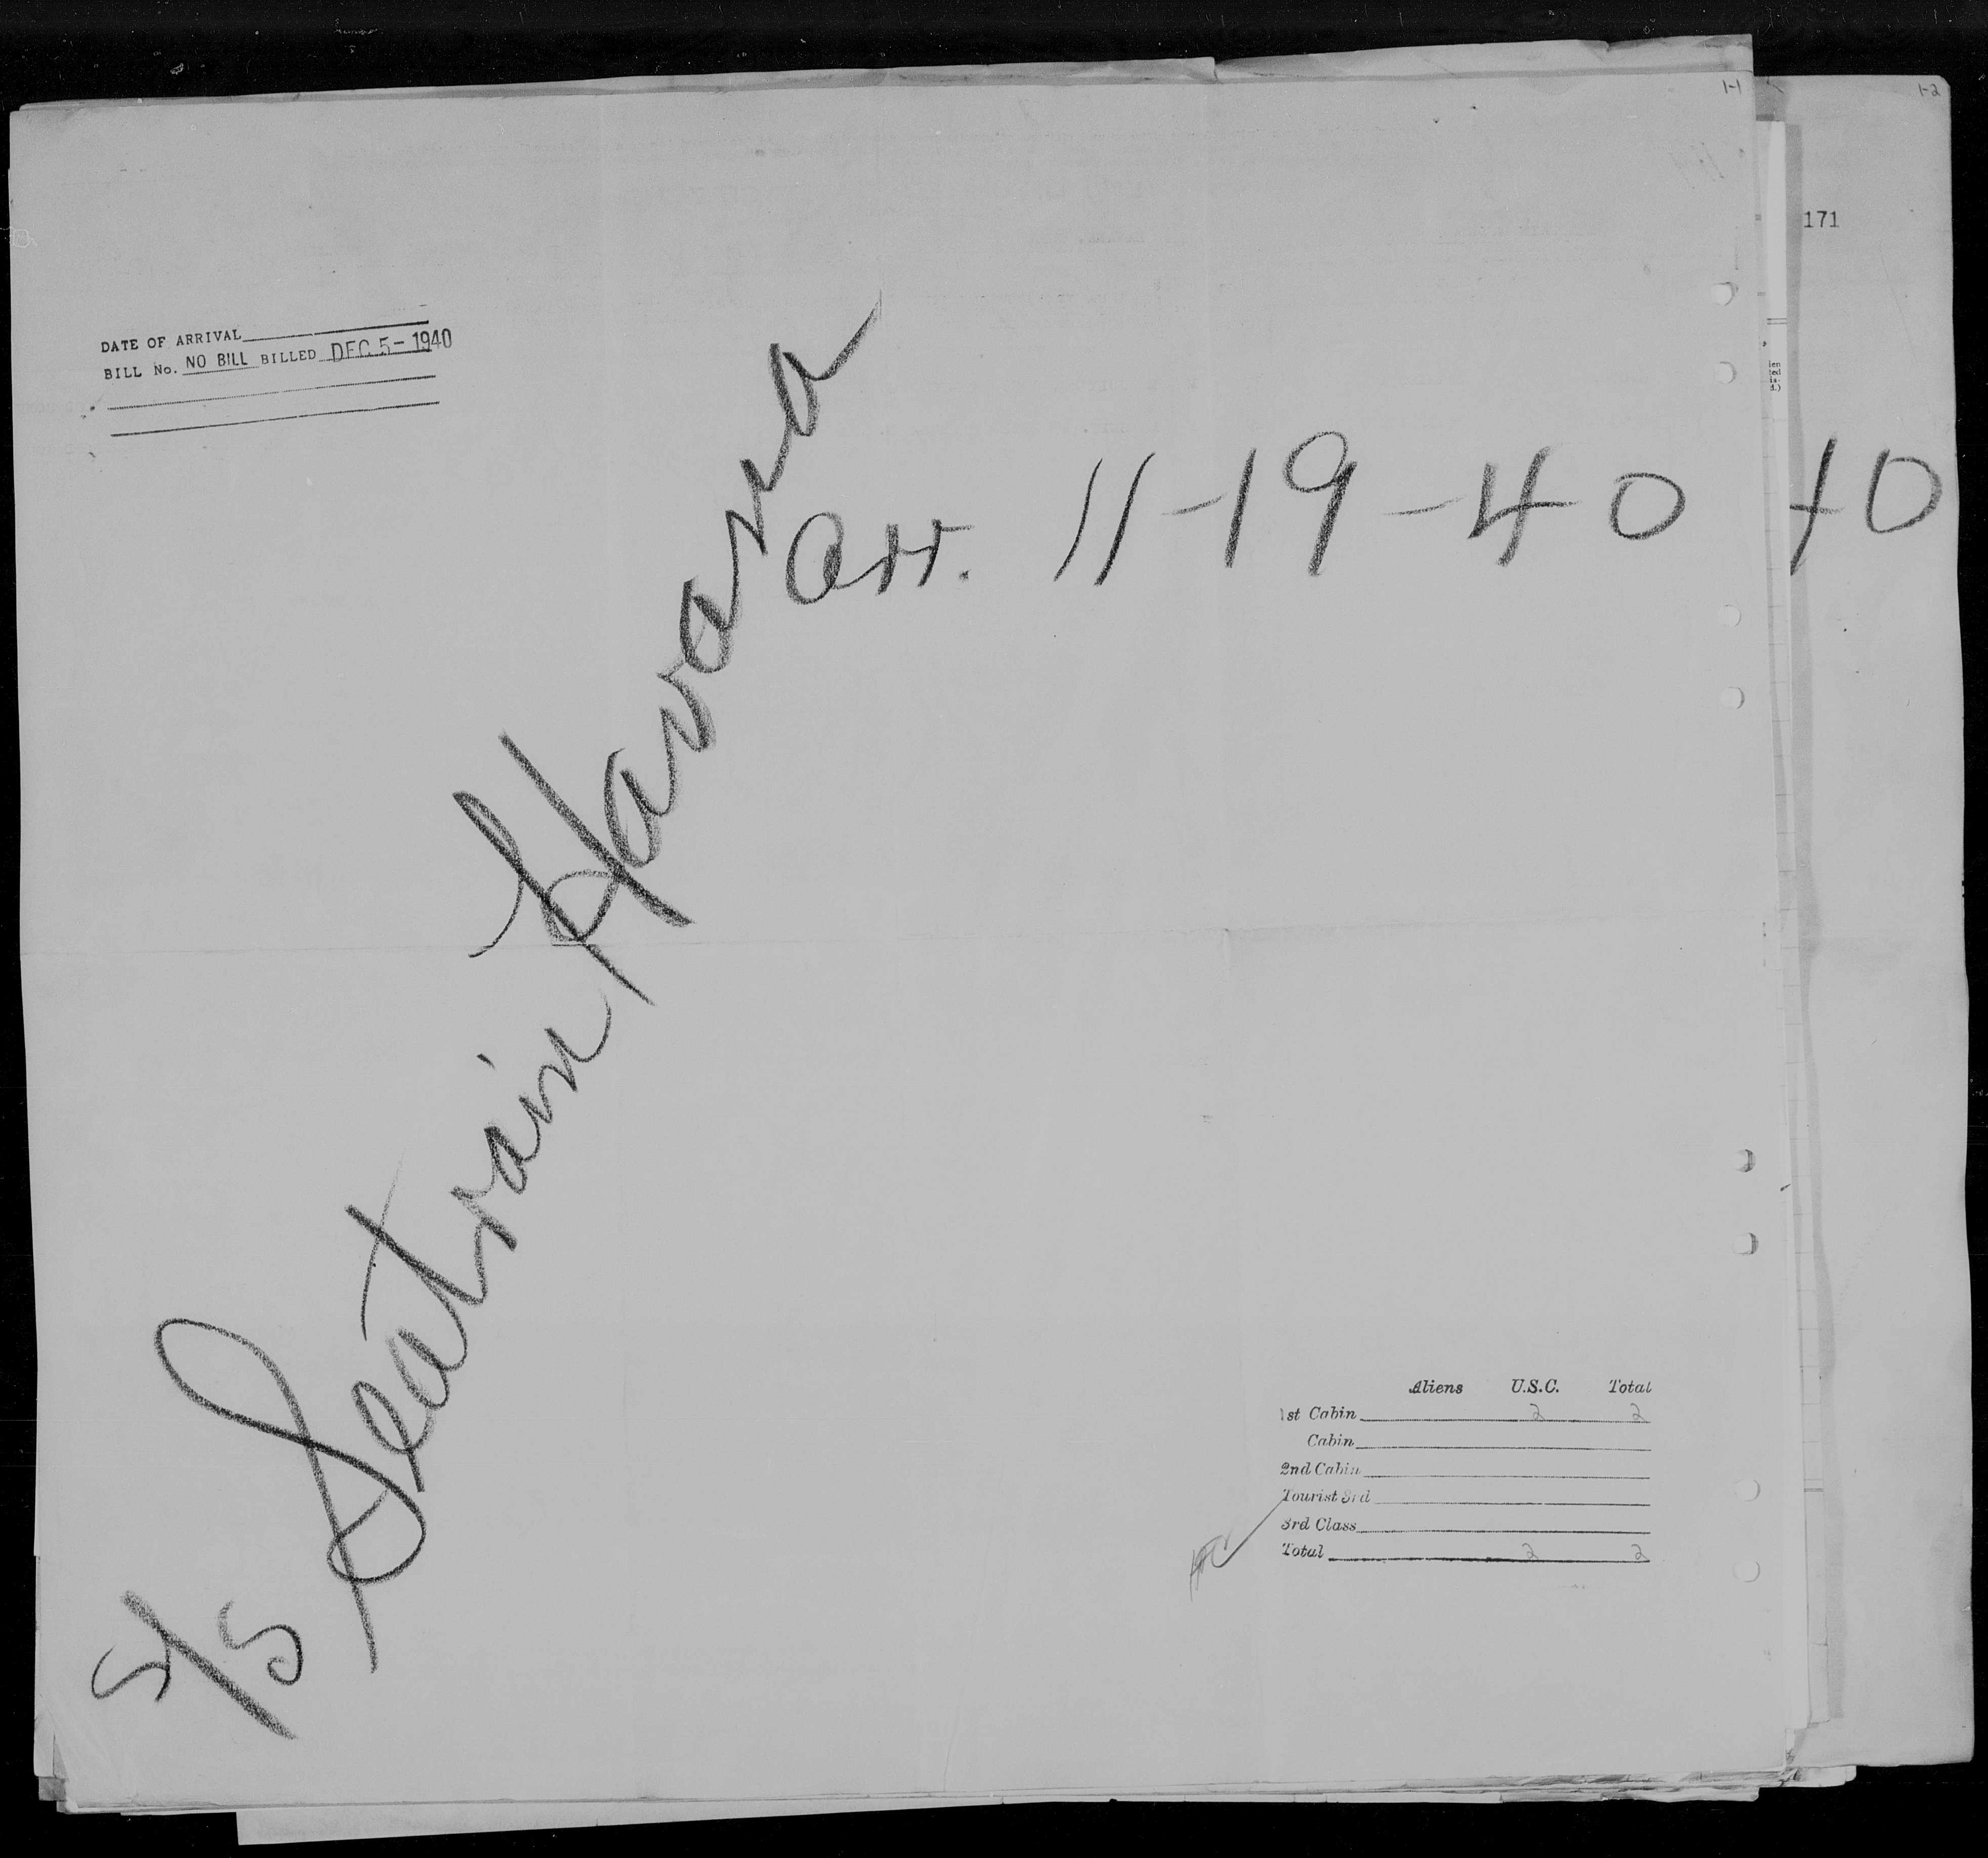 1-1
1-2
171
DATE OF ARRIVAL
BILL No. NO BILL BILLED DEC 5- 1940
S/S Seatrain Havana
Arr. 11-19-40
40
Aliens U.S.C. Total
1st Cabin 2 2
Cabin
2nd Cabin
Tourist 3rd
3rd Class
Total 2 2